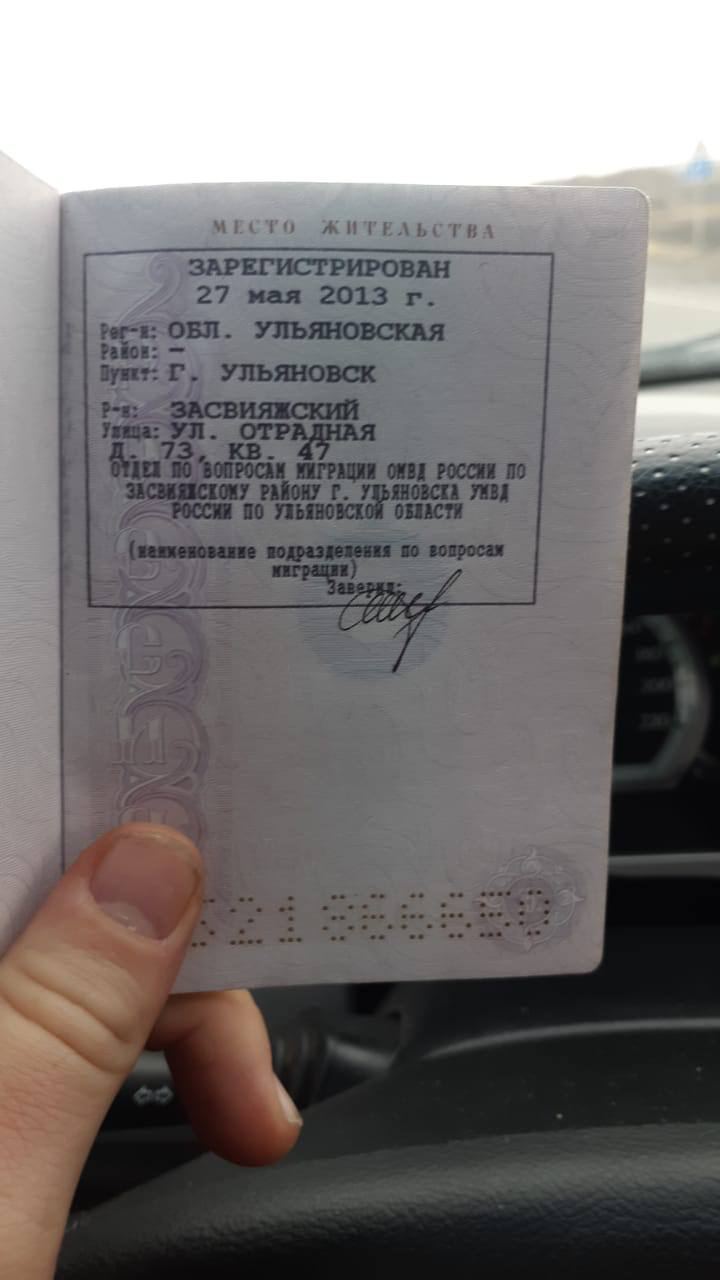 МЕСТО ЖИТЕЛЬСТВА
ЗАРЕГИСТРИРОВАН
27 мая 2013 г.
Рег-н: ОБЛ. УЛЬЯНОВСКАЯ
Район: —
Пункт: Г. УЛЬЯНОВСК
Р-н: ЗАСВИЯЖСКИЙ
Улица: УЛ. ОТРАДНАЯ
Д. 73, КВ. 47
ОТДЕЛ ПО ВОПРОСАМ МИГРАЦИИ ОМВД РОССИИ ПО
ЗАСВИЯЖСКОМУ РАЙОНУ Г. УЛЬЯНОВСКА УМВД
РОССИИ ПО УЛЬЯНОВСКОЙ ОБЛАСТИ
(наименование подразделения по вопросам
миграции)
Заверил: